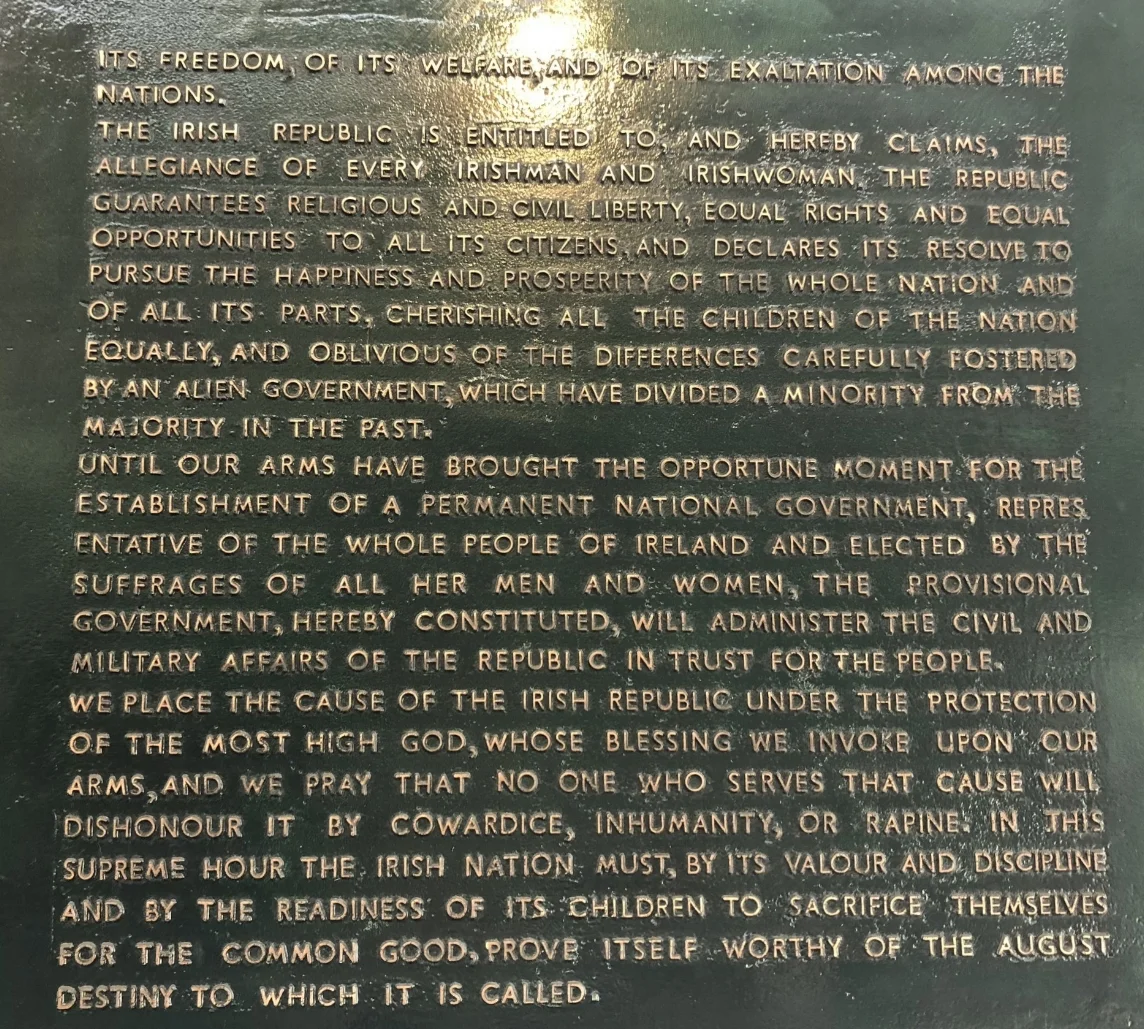 ITS FREEDOM, OF ITS WELFARE, AND OF ITS EXALTATION AMONG THE
NATIONS.
THE IRISH REPUBLIC IS ENTITLED TO, AND HEREBY CLAIMS, THE
ALLEGIANCE OF EVERY IRISHMAN AND IRISHWOMAN. THE REPUBLIC
GUARANTEES RELIGIOUS AND CIVIL LIBERTY, EQUAL RIGHTS AND EQUAL
OPPORTUNITIES TO ALL ITS CITIZENS, AND DECLARES ITS RESOLVE TO
PURSUE THE HAPPINESS AND PROSPERITY OF THE WHOLE NATION AND
OF ALL ITS PARTS, CHERISHING ALL THE CHILDREN OF THE NATION
EQUALLY, AND OBLIVIOUS OF THE DIFFERENCES CAREFULLY FOSTERED
BY AN ALIEN GOVERNMENT, WHICH HAVE DIVIDED A MINORITY FROM THE
MAJORITY IN THE PAST.
UNTIL OUR ARMS HAVE BROUGHT THE OPPORTUNE MOMENT FOR THE
ESTABLISHMENT OF A PERMANENT NATIONAL GOVERNMENT, REPRES
ENTATIVE OF THE WHOLE PEOPLE OF IRELAND AND ELECTED BY THE
SUFFRAGES OF ALL HER MEN AND WOMEN, THE PROVISIONAL
GOVERNMENT, HEREBY CONSTITUTED, WILL ADMINISTER THE CIVIL AND
MILITARY AFFAIRS OF THE REPUBLIC IN TRUST FOR THE PEOPLE.
WE PLACE THE CAUSE OF THE IRISH REPUBLIC UNDER THE PROTECTION
OF THE MOST HIGH GOD, WHOSE BLESSING WE INVOKE UPON OUR
ARMS, AND WE PRAY THAT NO ONE WHO SERVES THAT CAUSE WILL
DISHONOUR IT BY COWARDICE, INHUMANITY, OR RAPINE. IN THIS
SUPREME HOUR THE IRISH NATION MUST, BY ITS VALOUR AND DISCIPLINE
AND BY THE READINESS OF ITS CHILDREN TO SACRIFICE THEMSELVES
FOR THE COMMON GOOD, PROVE ITSELF WORTHY OF THE AUGUST
DESTINY TO WHICH IT IS CALLED.